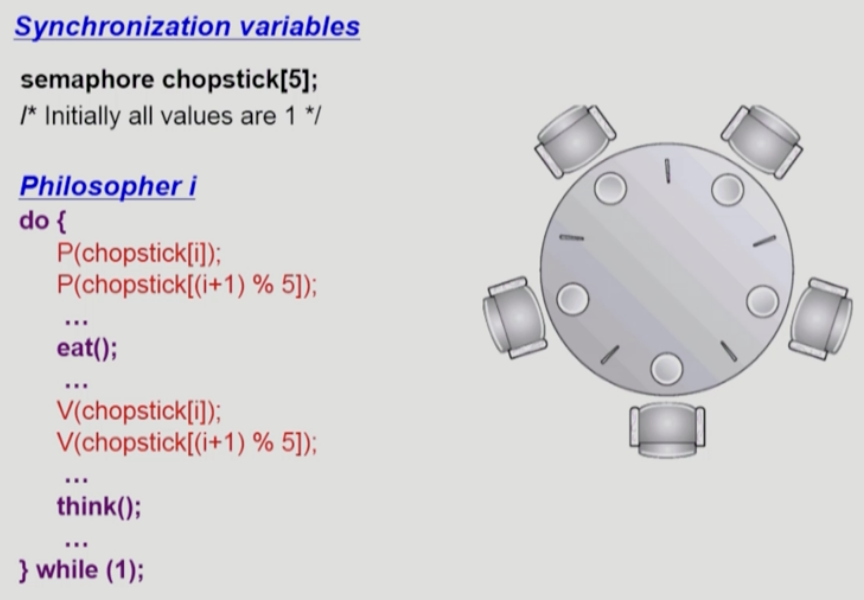 Synchronization variables
semaphore chopstick[5];
/* Initially all values are 1 */
Philosopher i
do {
P(chopstick[i]);
P(chopstick[(i+1) % 5]);
...
eat();
...
V(chopstick[i]);
V(chopstick[(i+1) % 5]);
...
think();
...
} while (1);